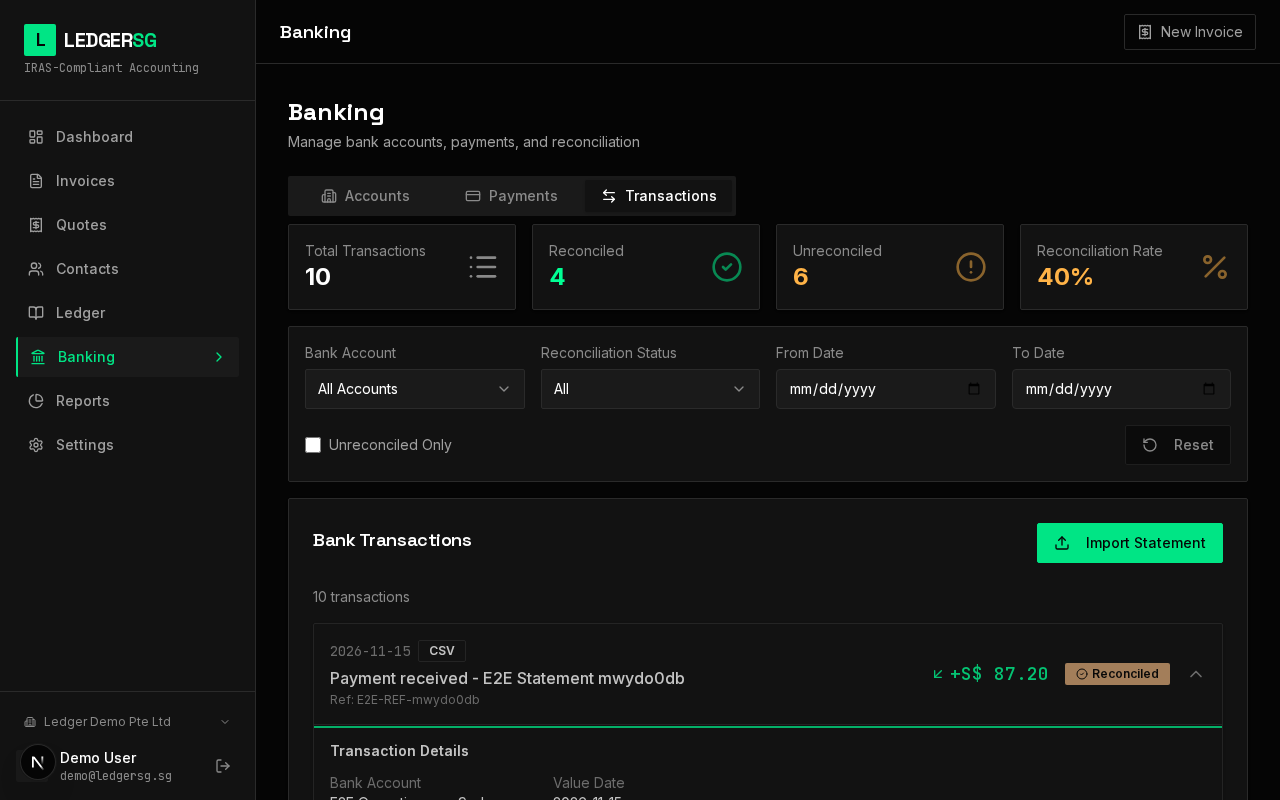 L LEDGERSG
IRAS-Compliant Accounting
Dashboard
Invoices
Quotes
Contacts
Ledger
Banking
Reports
Settings
Ledger Demo Pte Ltd
N
Demo User
demo@ledgersg.sg
Banking
New Invoice
Banking
Manage bank accounts, payments, and reconciliation
Accounts Payments Transactions
Total Transactions
10
Reconciled
4
Unreconciled
6
Reconciliation Rate
40%
Bank Account
All Accounts
Reconciliation Status
All
From Date
mm/dd/yyyy
To Date
mm/dd/yyyy
Unreconciled Only
Reset
Bank Transactions
Import Statement
10 transactions
2026-11-15 CSV
Payment received - E2E Statement mwydo0db
Ref: E2E-REF-mwydo0db
+S$ 87.20
Reconciled
Transaction Details
Bank Account
Value Date
2026-11-15